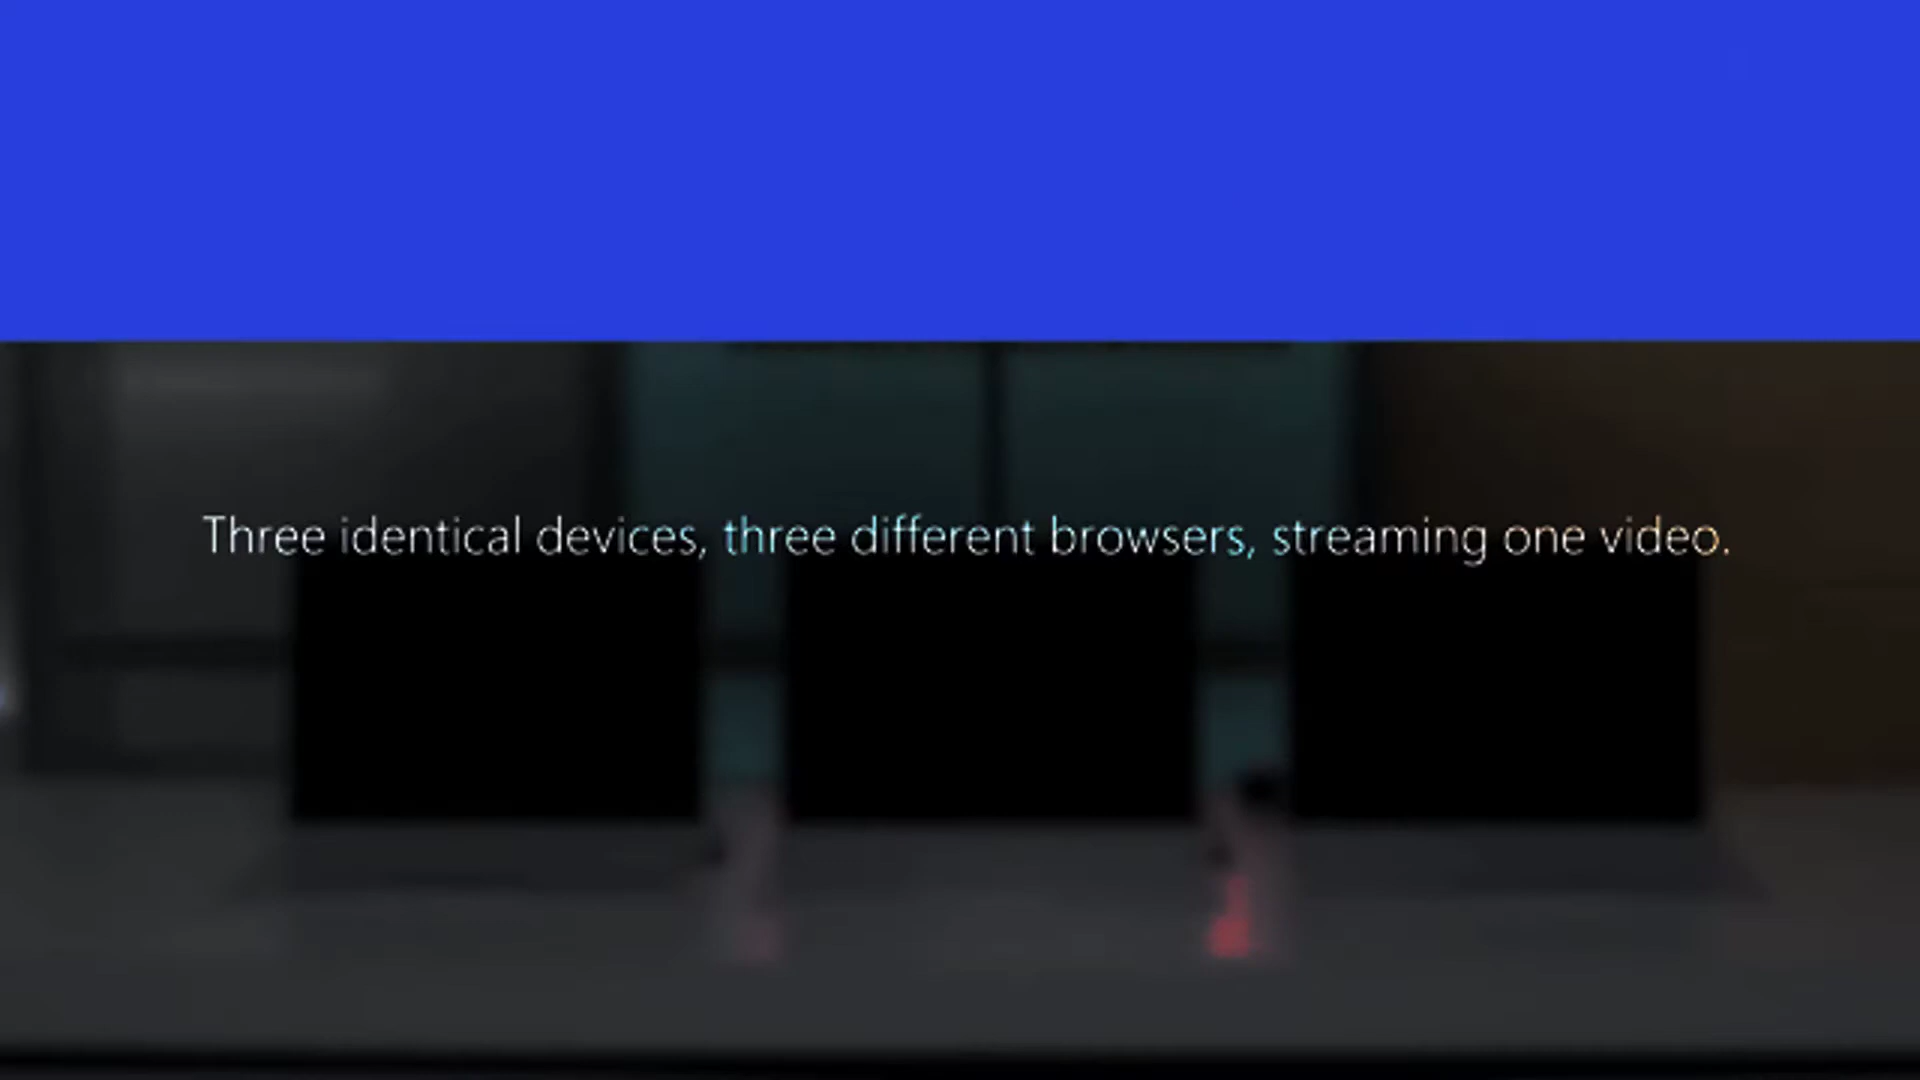 Three identical devices, three different browsers, streaming one video.